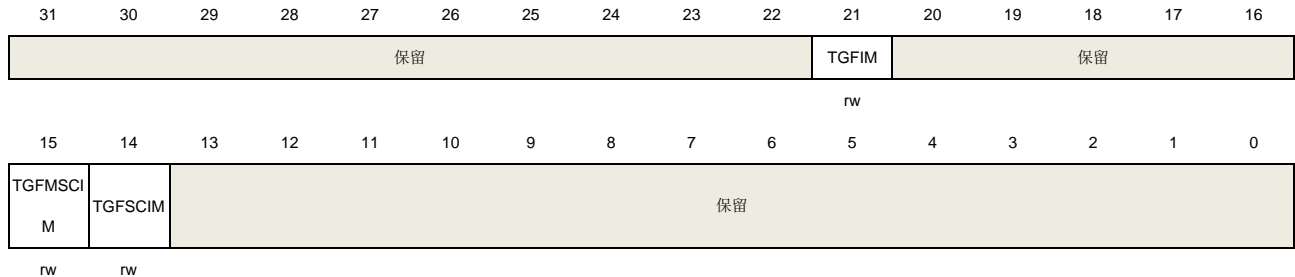 31 30 29 28 27 26 25 24 23 22 21 20 19 18 17 16
保留 TGFIM 保留
rw
15 14 13 12 11 10 9 8 7 6 5 4 3 2 1 0
TGFMSCI
M
TGFSCIM 保留
rw rw